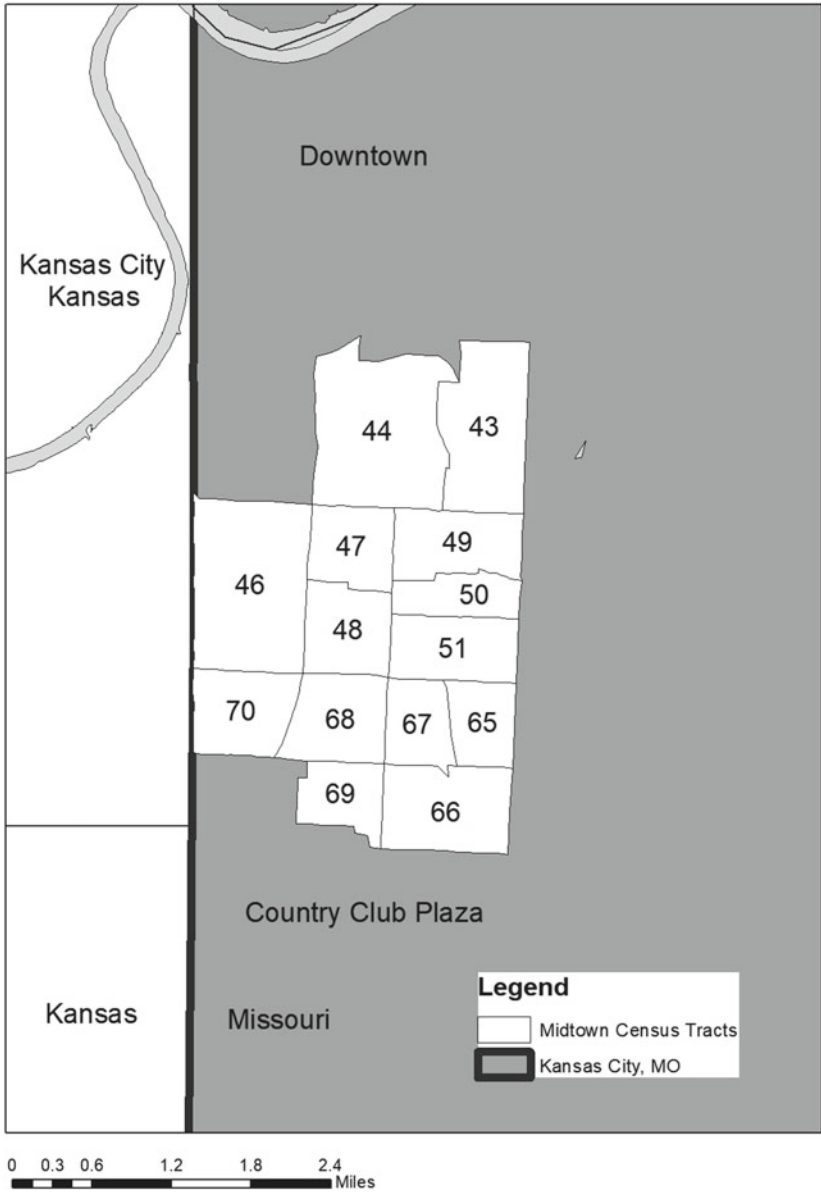 Downtown
Kansas City
Kansas
44
43
47
49
46
50
48
51
70
68
67
65
69
66
Country Club Plaza
Kansas
Missouri
Legend
Midtown Census Tracts
Kansas City, MO
0 0.3 0.6 1.2 1.8 2.4
Miles